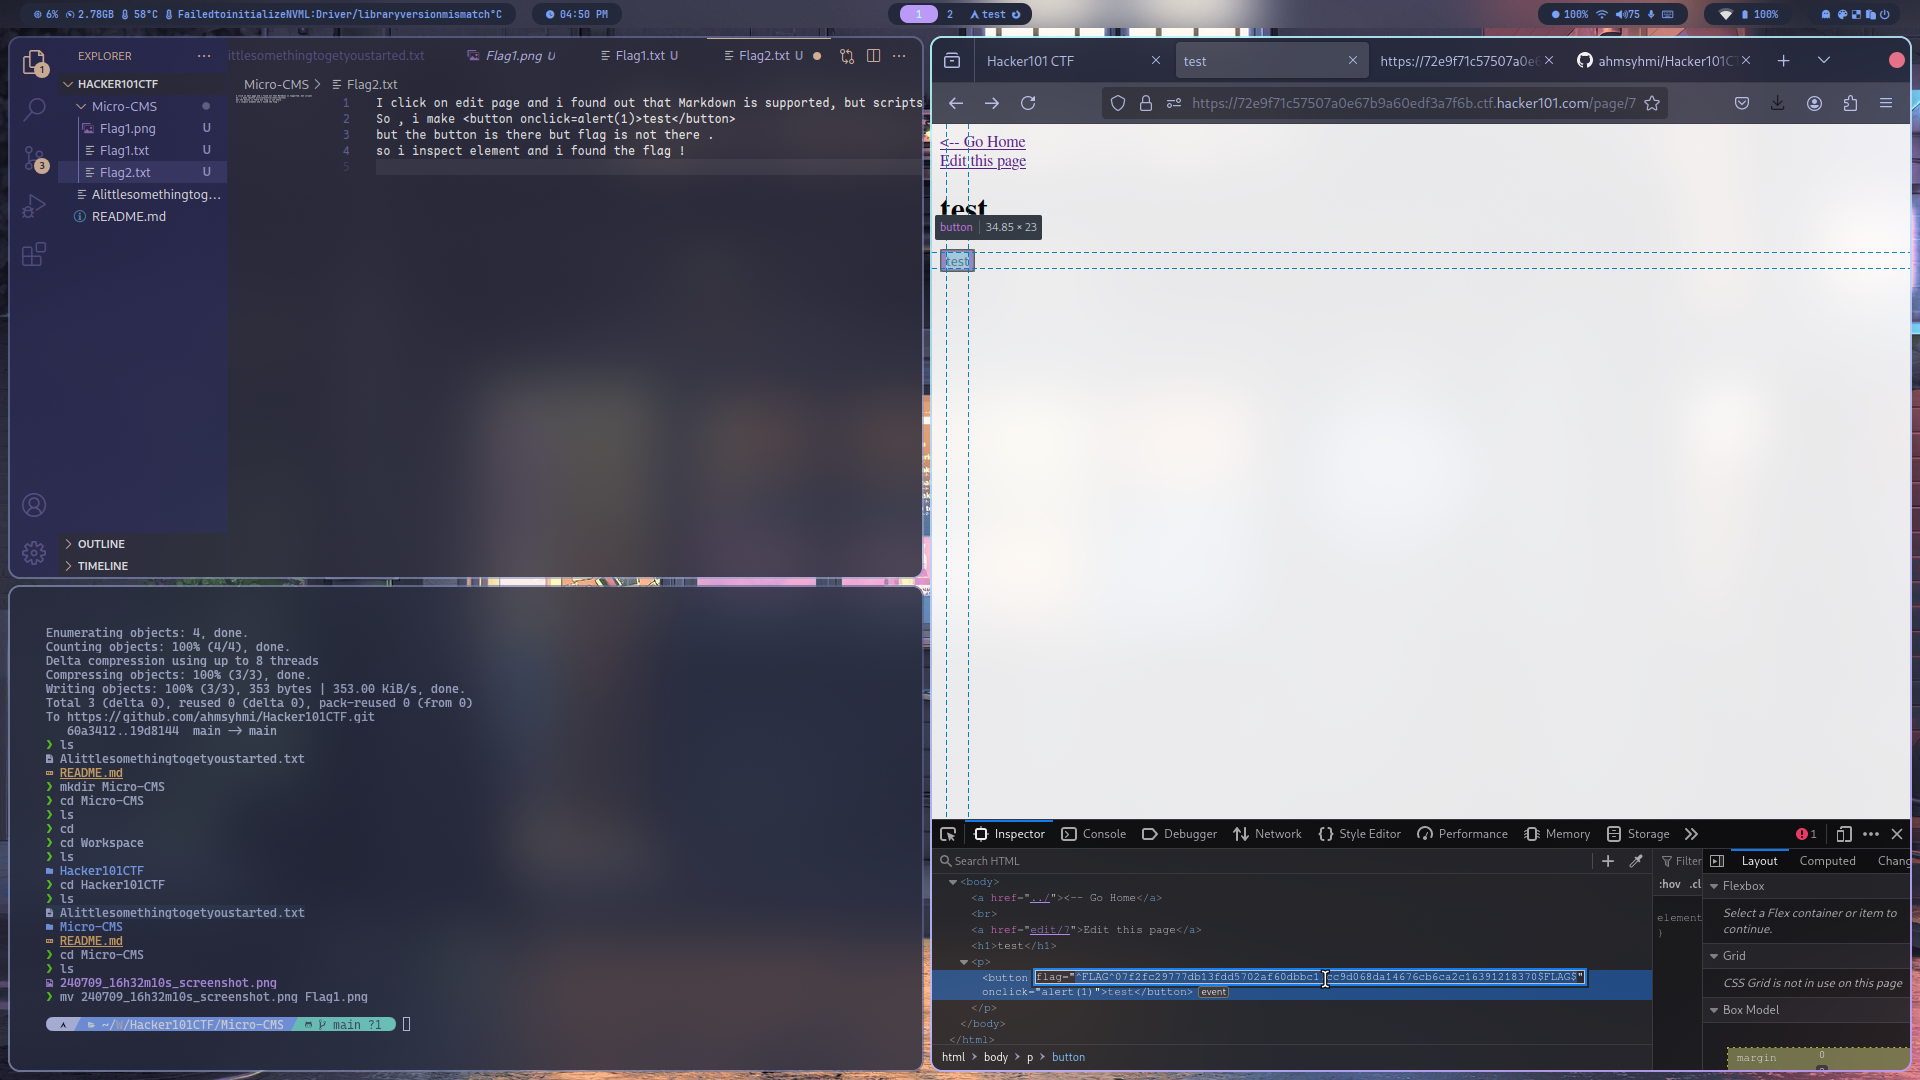 6% 2.78GB 58°C FailedtoinitializeNVML:Driver/libraryversionmismatch°C
04:50 PM
1 2 test
100% 75
100%
EXPLORER
HACKER101CTF
Micro-CMS
Flag1.png U
Flag1.txt U
Flag2.txt U
Alittlesomethingtog...
README.md
OUTLINE
TIMELINE
1
3
ittlesomethingtogetyoustarted.txt
Flag1.png U
Flag1.txt U
Flag2.txt U
Micro-CMS > Flag2.txt
1 I click on edit page and i found out that Markdown is supported, but scripts
2 So , i make <button onclick=alert(1)>test</button>
3 but the button is there but flag is not there .
4 so i inspect element and i found the flag !
5
Enumerating objects: 4, done.
Counting objects: 100% (4/4), done.
Delta compression using up to 8 threads
Compressing objects: 100% (3/3), done.
Writing objects: 100% (3/3), 353 bytes | 353.00 KiB/s, done.
Total 3 (delta 0), reused 0 (delta 0), pack-reused 0 (from 0)
To https://github.com/ahmsyhmi/Hacker101CTF.git
60a3412..19d8144 main -> main
❯ ls
Alittlesomethingtogetyoustarted.txt
README.md
❯ mkdir Micro-CMS
❯ cd Micro-CMS
❯ ls
❯ cd
❯ cd Workspace
❯ ls
Hacker101CTF
❯ cd Hacker101CTF
❯ ls
Alittlesomethingtogetyoustarted.txt
Micro-CMS
README.md
❯ cd Micro-CMS
❯ ls
240709_16h32m10s_screenshot.png
❯ mv 240709_16h32m10s_screenshot.png Flag1.png
~/W/Hacker101CTF/Micro-CMS main ?1
Hacker101 CTF
test
https://72e9f71c57507a0e6
ahmsyhmi/Hacker101C
https://72e9f71c57507a0e67b9a60edf3a7f6b.ctf.hacker101.com/page/7
<-- Go Home
Edit this page
test
button 34.85 × 23
test
Inspector Console Debugger Network Style Editor Performance Memory Storage 1
Search HTML
Filter
Layout Computed Chang
:hov .cl
element
}
<body>
<a href="../"><-- Go Home</a>
<br>
<a href="edit/7">Edit this page</a>
<h1>test</h1>
<p>
<button flag="^FLAG^
$FLAG$"
onclick="alert(1)">test</button> event
</p>
</body>
</html>
html > body > p > button
Flexbox
Select a Flex container or item to
continue.
Grid
CSS Grid is not in use on this page
Box Model
margin 0